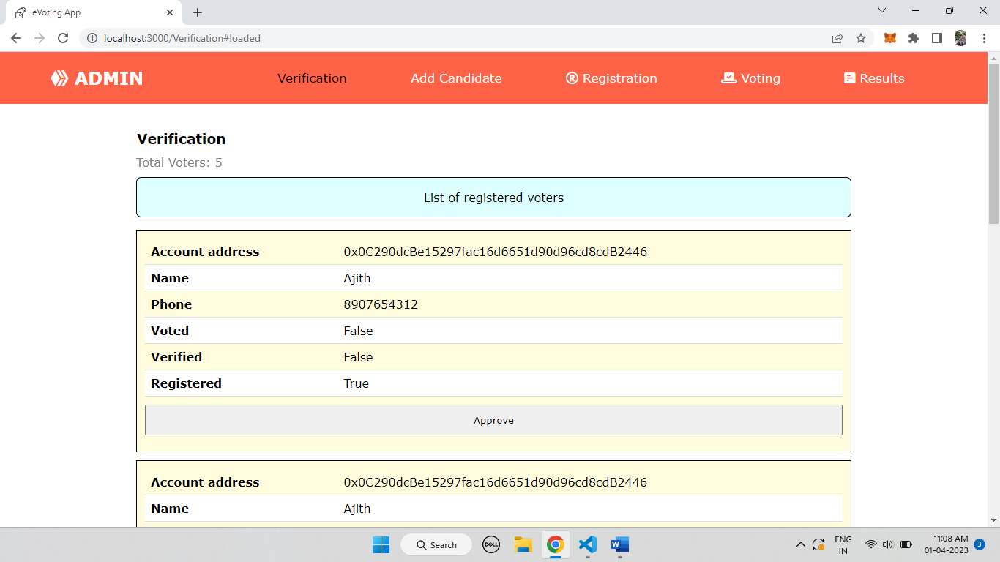 eVoting App
localhost:3000/Verification#loaded
ADMIN Verification Add Candidate Registration Voting Results
Verification
Total Voters: 5
List of registered voters
Account address 0x0C290dcBe15297fac16d6651d90d96cd8cdB2446
Name Ajith
Phone 8907654312
Voted False
Verified False
Registered True
Approve
Account address 0x0C290dcBe15297fac16d6651d90d96cd8cdB2446
Name Ajith
Search DELL ENG 11:08 AM
IN 01-04-2023 3